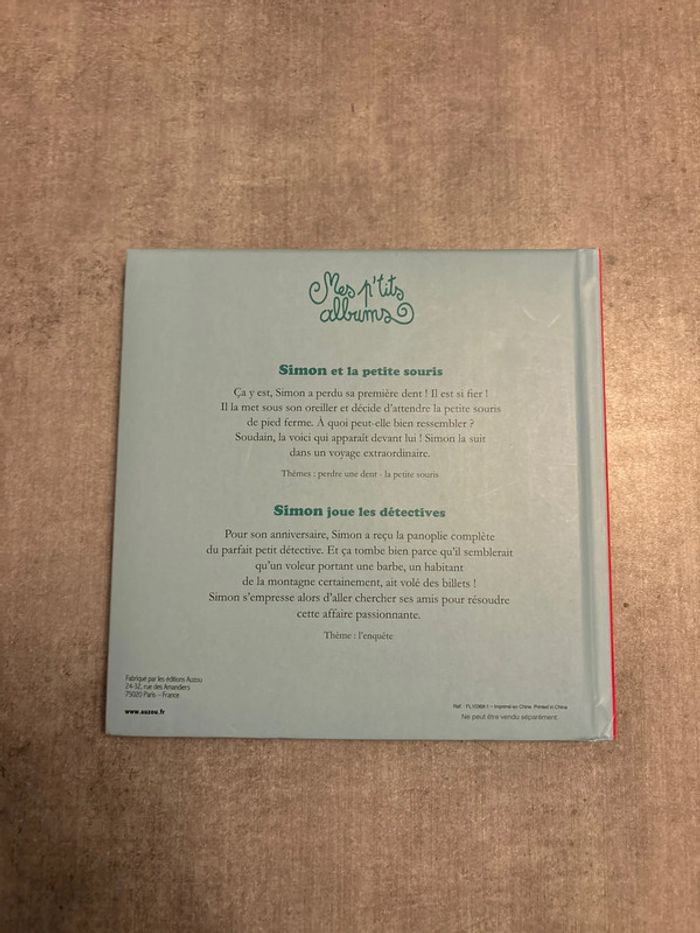 Mes p'tits
albums
Simon et la petite souris
Ça y est, Simon a perdu sa première dent ! Il est si fier !
Il la met sous son oreiller et décide d'attendre la petite souris
de pied ferme. À quoi peut-elle bien ressembler ?
Soudain, la voici qui apparaît devant lui ! Simon la suit
dans un voyage extraordinaire.
Thèmes : perdre une dent - la petite souris
Simon joue les détectives
Pour son anniversaire, Simon a reçu la panoplie complète
du parfait petit détective. Et ça tombe bien parce qu'il semblerait
qu'un voleur portant une barbe, un habitant
de la montagne certainement, ait volé des billets !
Simon s'empresse alors d'aller chercher ses amis pour résoudre
cette affaire passionnante.
Thème : l'enquête
Fabriqué par les éditions Auzou
24-32, rue des Amandiers
75020 Paris – France
www.auzou.fr
Réf. : – Imprimé en Chine. Printed in China
Ne peut être vendu séparément.